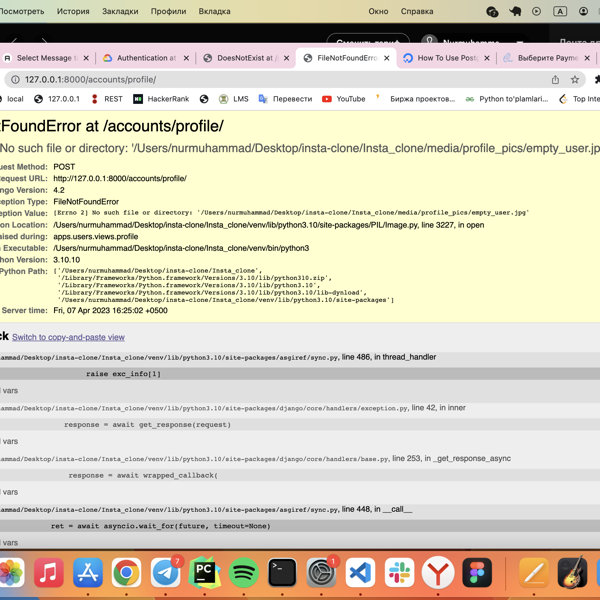 Посмотреть История Закладки Профили Вкладка Окно Справка A
Select Message t Authentication at DoesNotExist at / FileNotFoundErro How To Use Post Выберите Payme
127.0.0.1:8000/accounts/profile/
local 127.0.0.1 REST HackerRank LMS Перевести YouTube Биржа проектов... Python to'plamlari... Top Inte
tFoundError at /accounts/profile/
No such file or directory: '/Users/nurmuhammad/Desktop/insta-clone/Insta_clone/media/profile_pics/empty_user.jp
uest Method: POST
equest URL: http://127.0.0.1:8000/accounts/profile/
ngo Version: 4.2
eption Type: FileNotFoundError
eption Value: [Errno 2] No such file or directory: '/Users/nurmuhammad/Desktop/insta-clone/Insta_clone/media/profile_pics/empty_user.jpg'
on Location: /Users/nurmuhammad/Desktop/insta-clone/Insta_clone/venv/lib/python3.10/site-packages/PIL/Image.py, line 3227, in open
aised during: apps.users.views.profile
n Executable: /Users/nurmuhammad/Desktop/insta-clone/Insta_clone/venv/bin/python3
hon Version: 3.10.10
Python Path: ['/Users/nurmuhammad/Desktop/insta-clone/Insta_clone',
'/Library/Frameworks/Python.framework/Versions/3.10/lib/python310.zip',
'/Library/Frameworks/Python.framework/Versions/3.10/lib/python3.10',
'/Library/Frameworks/Python.framework/Versions/3.10/lib/python3.10/lib-dynload',
'/Users/nurmuhammad/Desktop/insta-clone/Insta_clone/venv/lib/python3.10/site-packages']
Server time: Fri, 07 Apr 2023 16:25:02 +0500
ck Switch to copy-and-paste view
ammad/Desktop/insta-clone/Insta_clone/venv/lib/python3.10/site-packages/asgiref/sync.py, line 486, in thread_handler
raise exc_info[1]
l vars
ammad/Desktop/insta-clone/Insta_clone/venv/lib/python3.10/site-packages/django/core/handlers/exception.py, line 42, in inner
response = await get_response(request)
l vars
ammad/Desktop/insta-clone/Insta_clone/venv/lib/python3.10/site-packages/django/core/handlers/base.py, line 253, in _get_response_async
response = await wrapped_callback(
l vars
ammad/Desktop/insta-clone/Insta_clone/venv/lib/python3.10/site-packages/asgiref/sync.py, line 448, in __call__
ret = await asyncio.wait_for(future, timeout=None)
l vars
7 PC 1